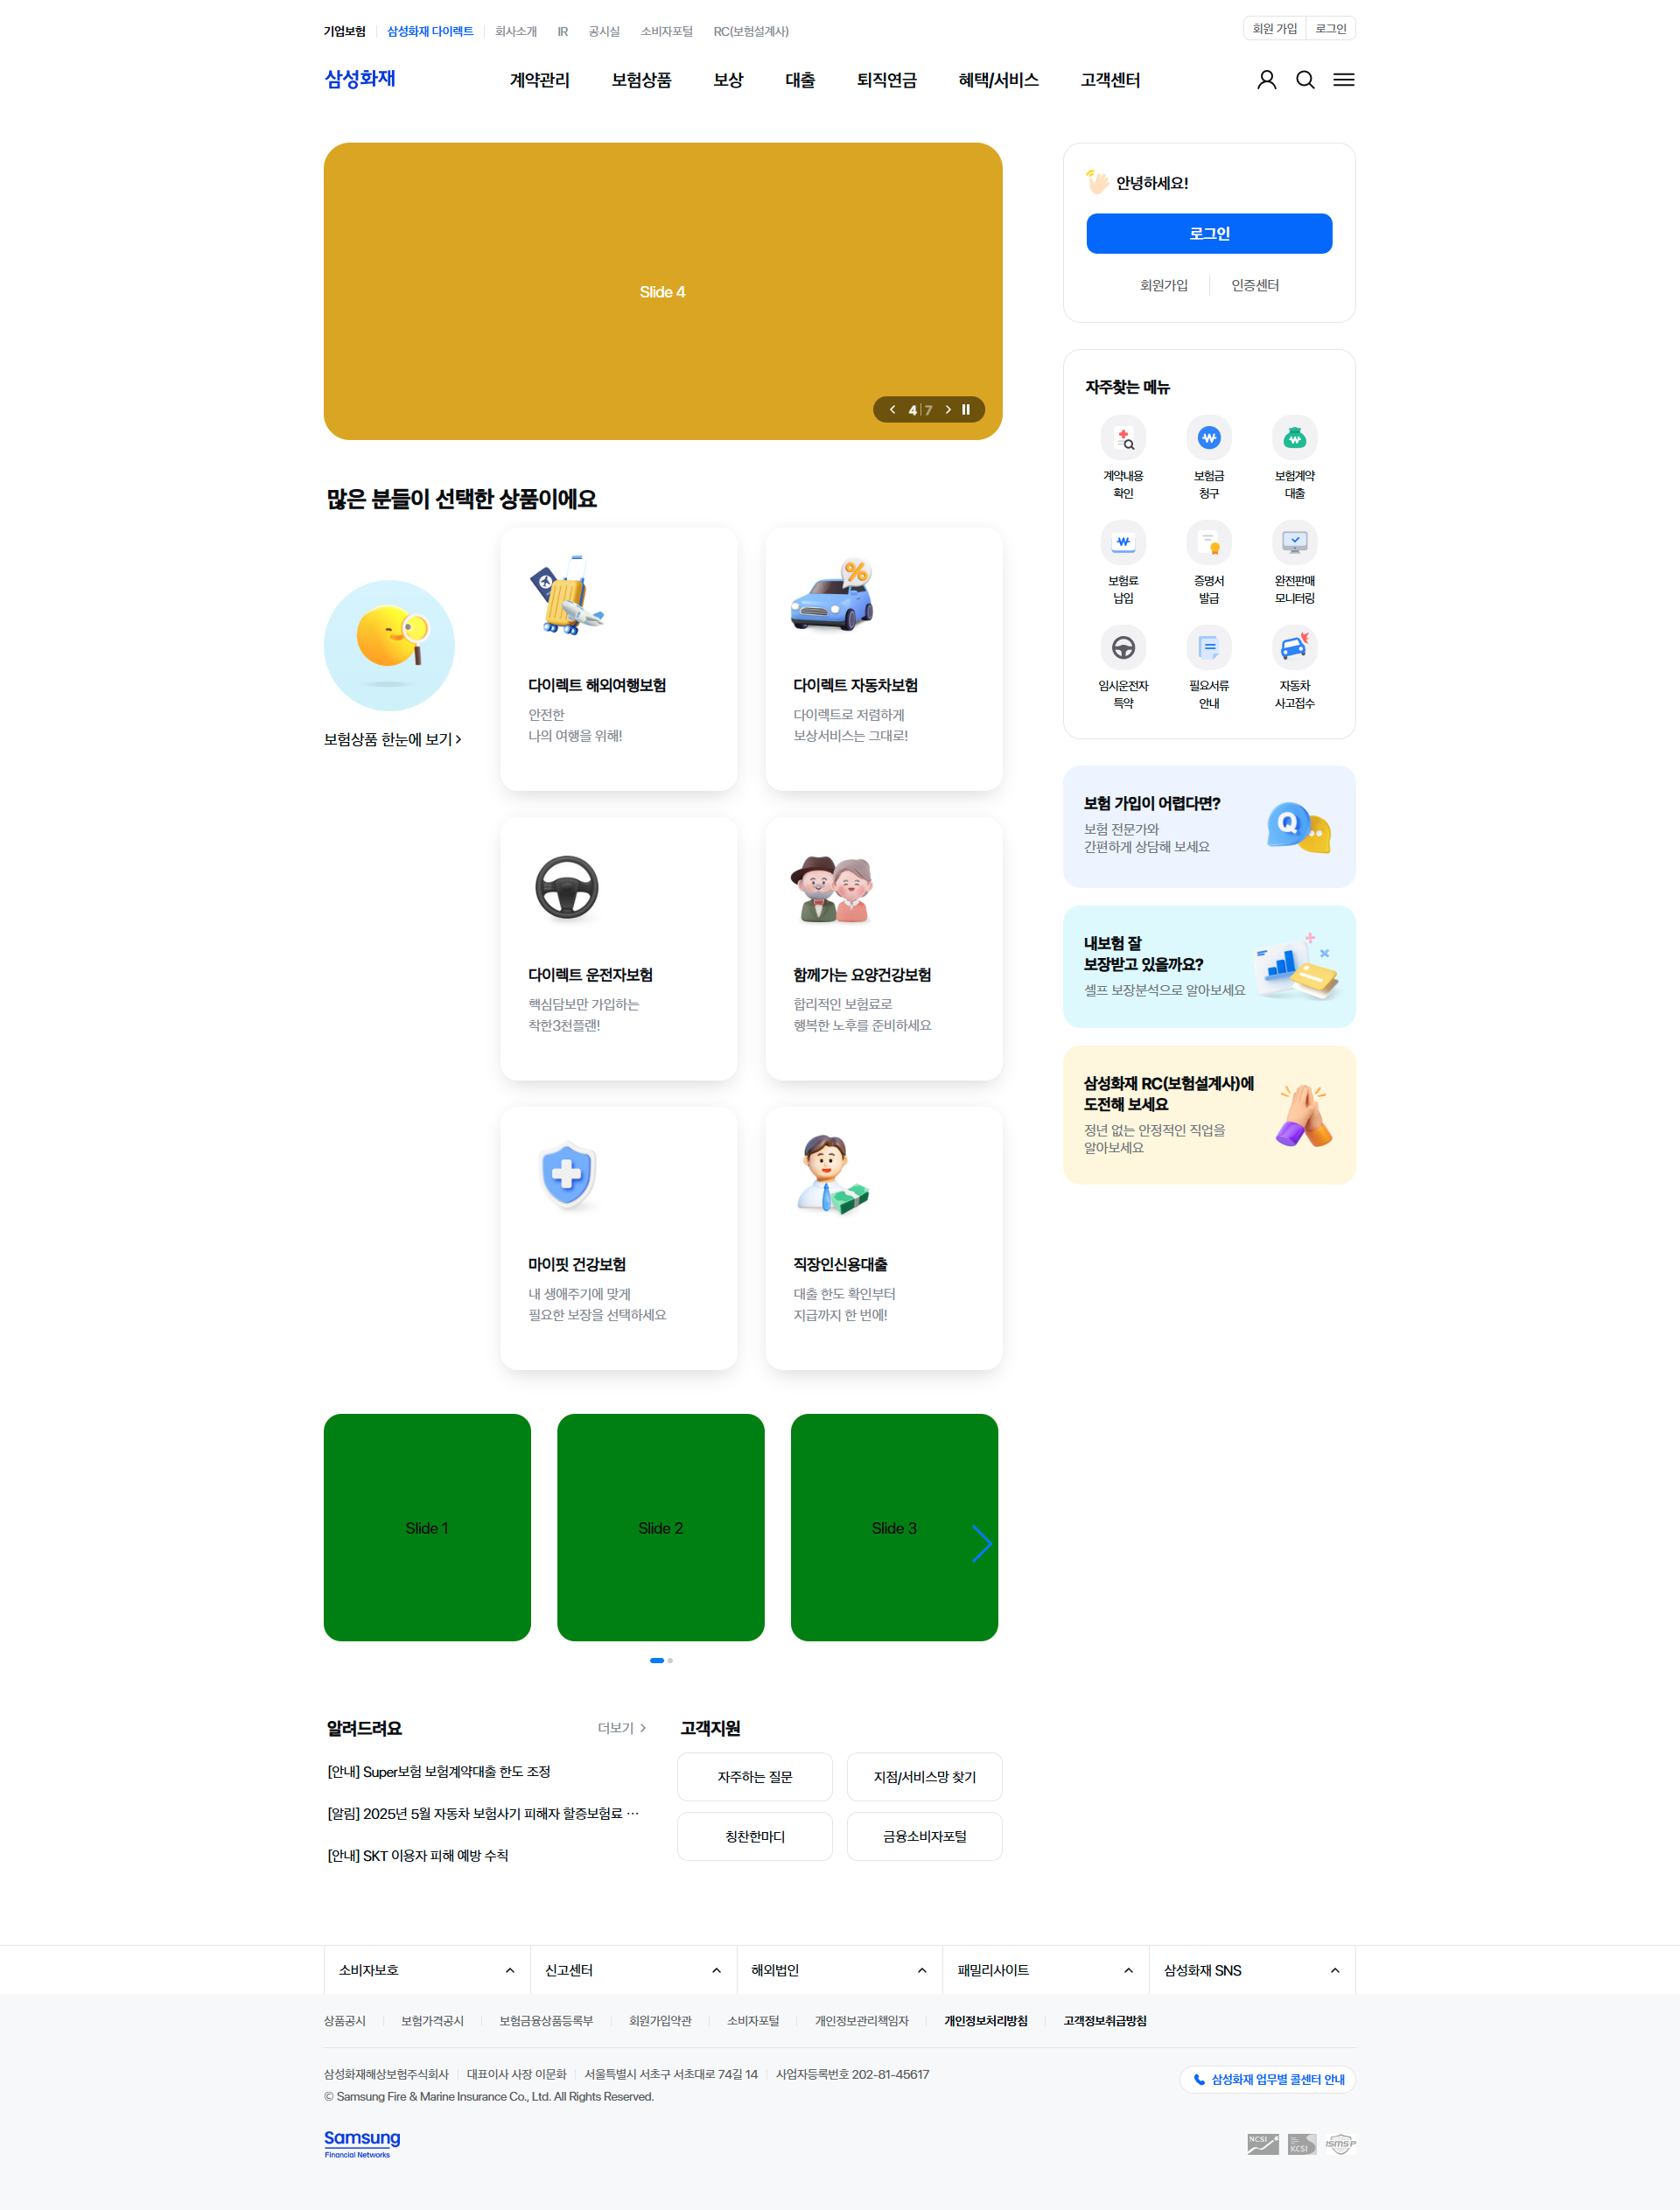 기업보험
삼성화재 다이렉트
회사소개
IR
공시실
소비자포털
RC(보험설계사)
회원 가입
로그인
삼성화재
계약관리
보험상품
보상
대출
퇴직연금
혜택/서비스
고객센터
Slide 4
4
7
안녕하세요!
로그인
회원가입
인증센터
자주찾는 메뉴
계약내용
확인
보험금
청구
보험계약
대출
보험료
납입
증명서
발급
완전판매
모니터링
임시운전자
특약
필요서류
안내
자동차
사고접수
많은 분들이 선택한 상품이에요
보험상품 한눈에 보기
다이렉트 해외여행보험
안전한
나의 여행을 위해!
%
다이렉트 자동차보험
다이렉트로 저렴하게
보상서비스는 그대로!
다이렉트 운전자보험
핵심담보만 가입하는
착한3천플랜!
함께가는 요양건강보험
합리적인 보험료로
행복한 노후를 준비하세요
마이핏 건강보험
내 생애주기에 맞게
필요한 보장을 선택하세요
직장인신용대출
대출 한도 확인부터
지급까지 한 번에!
보험 가입이 어렵다면?
보험 전문가와
간편하게 상담해 보세요
Q
내보험 잘
보장받고 있을까요?
셀프 보장분석으로 알아보세요
삼성화재 RC(보험설계사)에
도전해 보세요
정년 없는 안정적인 직업을
알아보세요
Slide 1
Slide 2
Slide 3
알려드려요
더보기
[안내] Super보험 보험계약대출 한도 조정
[알림] 2025년 5월 자동차 보험사기 피해자 할증보험료 …
[안내] SKT 이용자 피해 예방 수칙
고객지원
자주하는 질문
지점/서비스망 찾기
칭찬한마디
금융소비자포털
소비자보호
신고센터
해외법인
패밀리사이트
삼성화재 SNS
상품공시
보험가격공시
보험금융상품등록부
회원가입약관
소비자포털
개인정보관리책임자
개인정보처리방침
고객정보취급방침
삼성화재해상보험주식회사
대표이사 사장 이문화
서울특별시 서초구 서초대로 74길 14
사업자등록번호 202-81-45617
© Samsung Fire & Marine Insurance Co., Ltd. All Rights Reserved.
삼성화재 업무별 콜센터 안내
Samsung
Financial Networks
NCSI
KCSI
ISMS-P